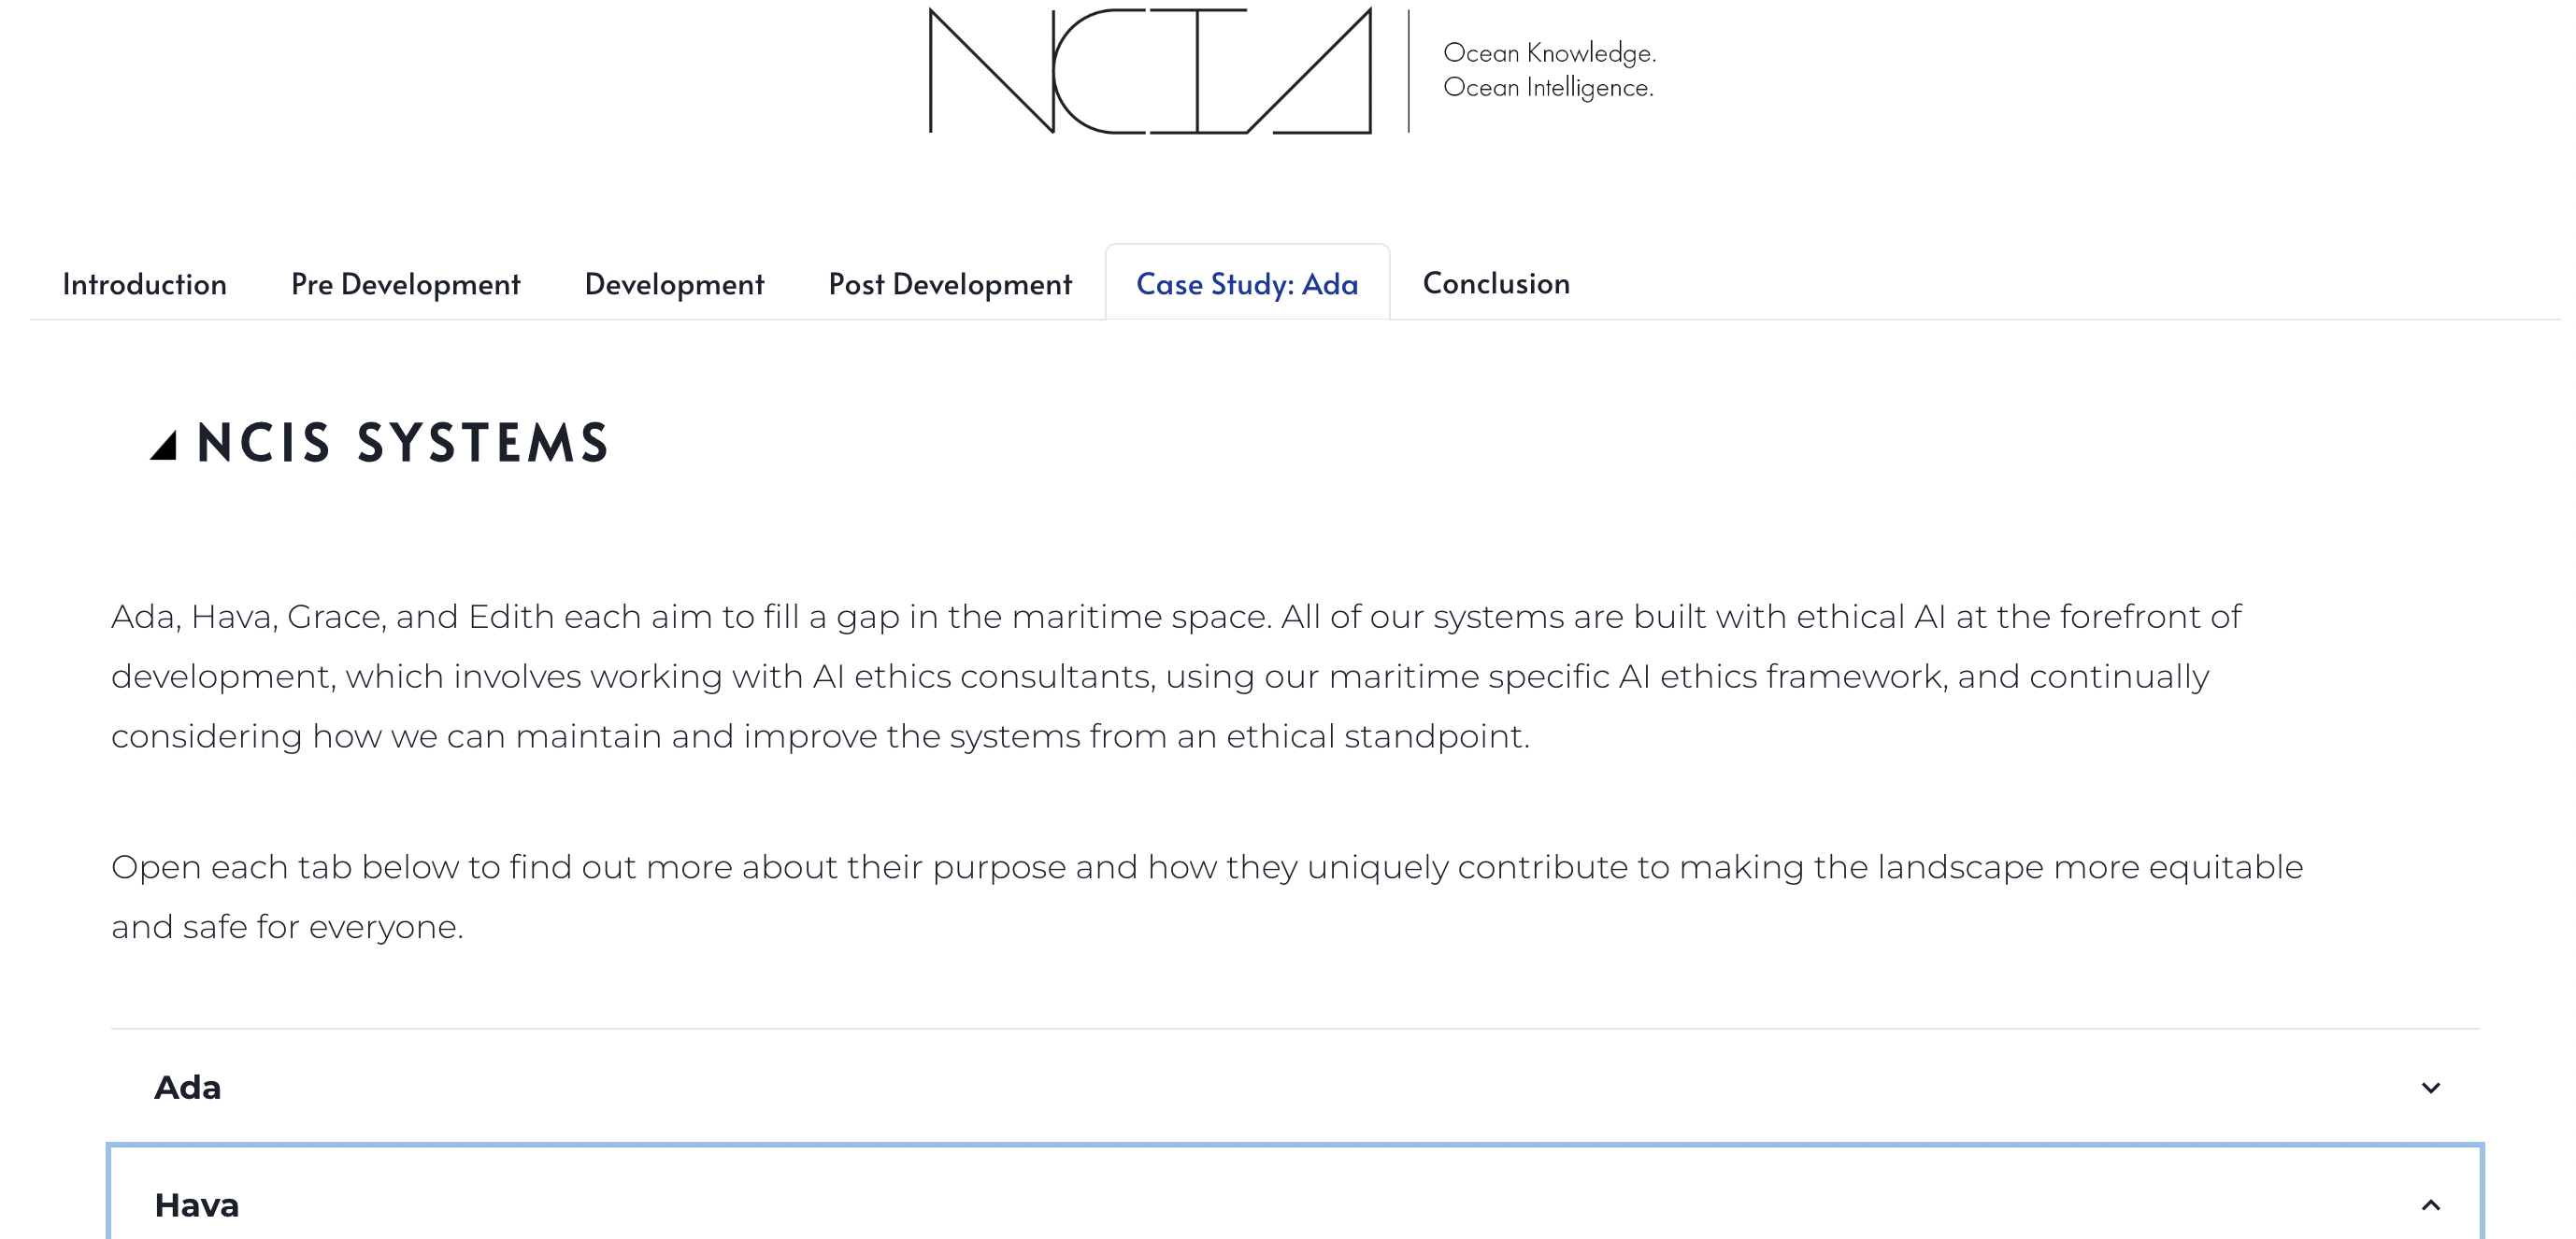 NCIA
Ocean Knowledge.
Ocean Intelligence.
Introduction Pre Development Development Post Development Case Study: Ada Conclusion
NCIS SYSTEMS
Ada, Hava, Grace, and Edith each aim to fill a gap in the maritime space. All of our systems are built with ethical AI at the forefront of
development, which involves working with AI ethics consultants, using our maritime specific AI ethics framework, and continually
considering how we can maintain and improve the systems from an ethical standpoint.
Open each tab below to find out more about their purpose and how they uniquely contribute to making the landscape more equitable
and safe for everyone.
Ada
Hava